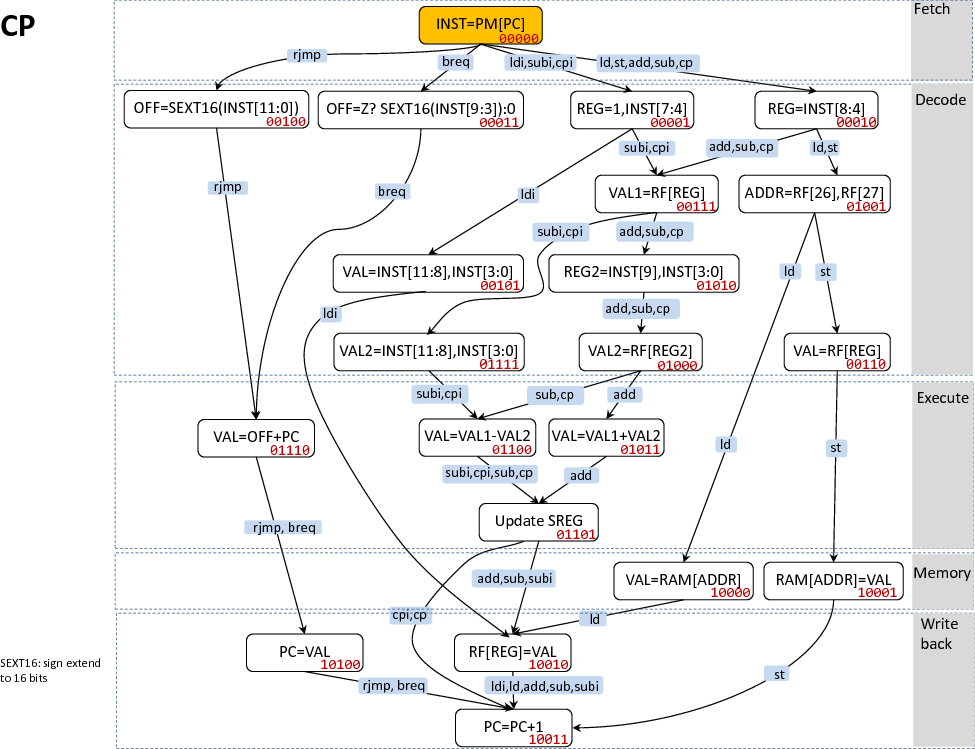 CP
Fetch
INST=PM[PC]
00000
rjmp
breq
ldi,subi,cpi
ld,st,add,sub,cp
Decode
OFF=SEXT16(INST[11:0])
00100
OFF=Z? SEXT16(INST[9:3]):0
00011
REG=1,INST[7:4]
00001
REG=INST[8:4]
00010
subi,cpi
add,sub,cp
ld,st
rjmp
breq
ldi
VAL1=RF[REG]
00111
ADDR=RF[26],RF[27]
01001
subi,cpi
add,sub,cp
VAL=INST[11:8],INST[3:0]
00101
REG2=INST[9],INST[3:0]
01010
ld
st
ldi
add,sub,cp
VAL2=INST[11:8],INST[3:0]
01111
VAL2=RF[REG2]
01000
VAL=RF[REG]
00110
Execute
subi,cpi
sub,cp
add
VAL=OFF+PC
01110
VAL=VAL1-VAL2
01100
VAL=VAL1+VAL2
01011
ld
st
subi,cpi,sub,cp
add
Update SREG
01101
rjmp, breq
Memory
add,sub,subi
VAL=RAM[ADDR]
10000
RAM[ADDR]=VAL
10001
cpi,cp
ld
Write
back
SEXT16: sign extend
to 16 bits
PC=VAL
10100
RF[REG]=VAL
10010
rjmp, breq
ldi,ld,add,sub,subi
st
PC=PC+1
10011